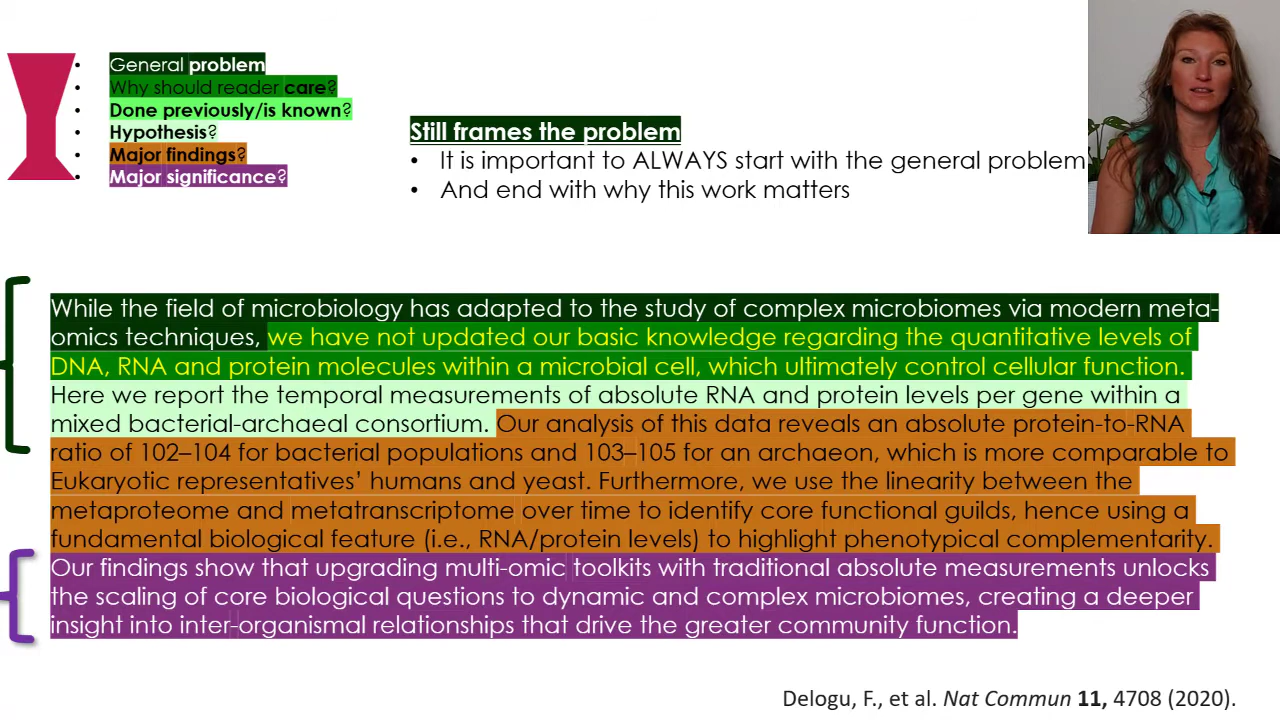 General problem
Why should reader care?
Done previously/is known?
Hypothesis?
Major findings?
Major significance?
Still frames the problem
• It is important to ALWAYS start with the general problem
• And end with why this work matters
While the field of microbiology has adapted to the study of complex microbiomes via modern meta-
omics techniques, we have not updated our basic knowledge regarding the quantitative levels of
DNA, RNA and protein molecules within a microbial cell, which ultimately control cellular function.
Here we report the temporal measurements of absolute RNA and protein levels per gene within a
mixed bacterial-archaeal consortium. Our analysis of this data reveals an absolute protein-to-RNA
ratio of 102–104 for bacterial populations and 103–105 for an archaeon, which is more comparable to
Eukaryotic representatives’ humans and yeast. Furthermore, we use the linearity between the
metaproteome and metatranscriptome over time to identify core functional guilds, hence using a
fundamental biological feature (i.e., RNA/protein levels) to highlight phenotypical complementarity.
Our findings show that upgrading multi-omic toolkits with traditional absolute measurements unlocks
the scaling of core biological questions to dynamic and complex microbiomes, creating a deeper
insight into inter-organismal relationships that drive the greater community function.
Delogu, F., et al. Nat Commun 11, 4708 (2020).